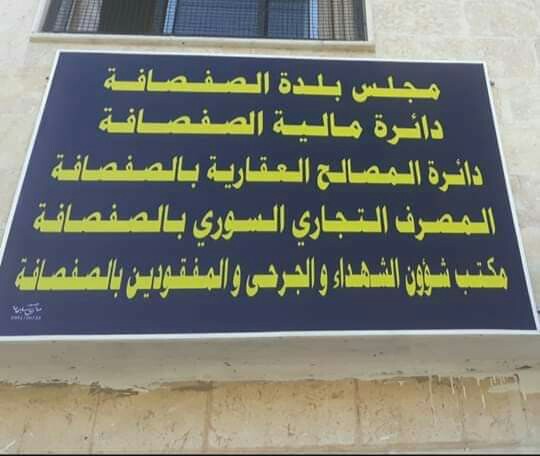 مجلس بلدة الصفصافة
دائرة مالية الصفصافة
دائرة المصالح العقارية بالصفصافة
المصرف التجاري السوري بالصفصافة
مكتب شؤون الشهداء و الجرحى و المفقودين بالصفصافة